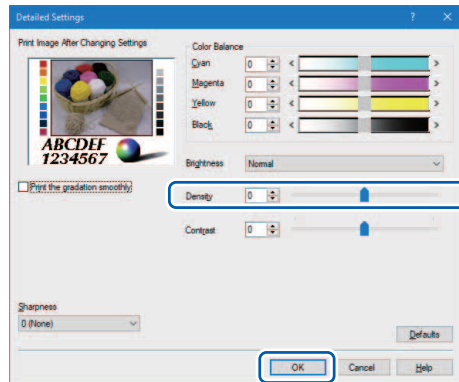 Detailed Settings
? ×
Print Image After Changing Settings
ABCDEF
1234567
Print the gradation smoothly
Color Balance
Cyan 0 < >
Magenta 0 < >
Yellow 0 < >
Black 0 < >
Brightness Normal
Density 0
Contrast 0
Sharpness
0 (None)
Defaults
OK Cancel Help